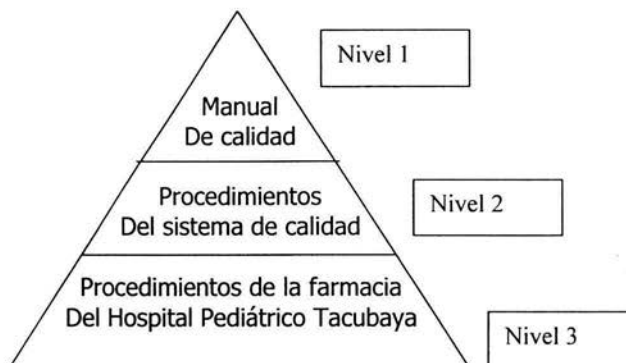 Nivel 1
Manual
De calidad
Procedimientos
Del sistema de calidad
Nivel 2
Procedimientos de la farmacia
Del Hospital Pediátrico Tacubaya
Nivel 3